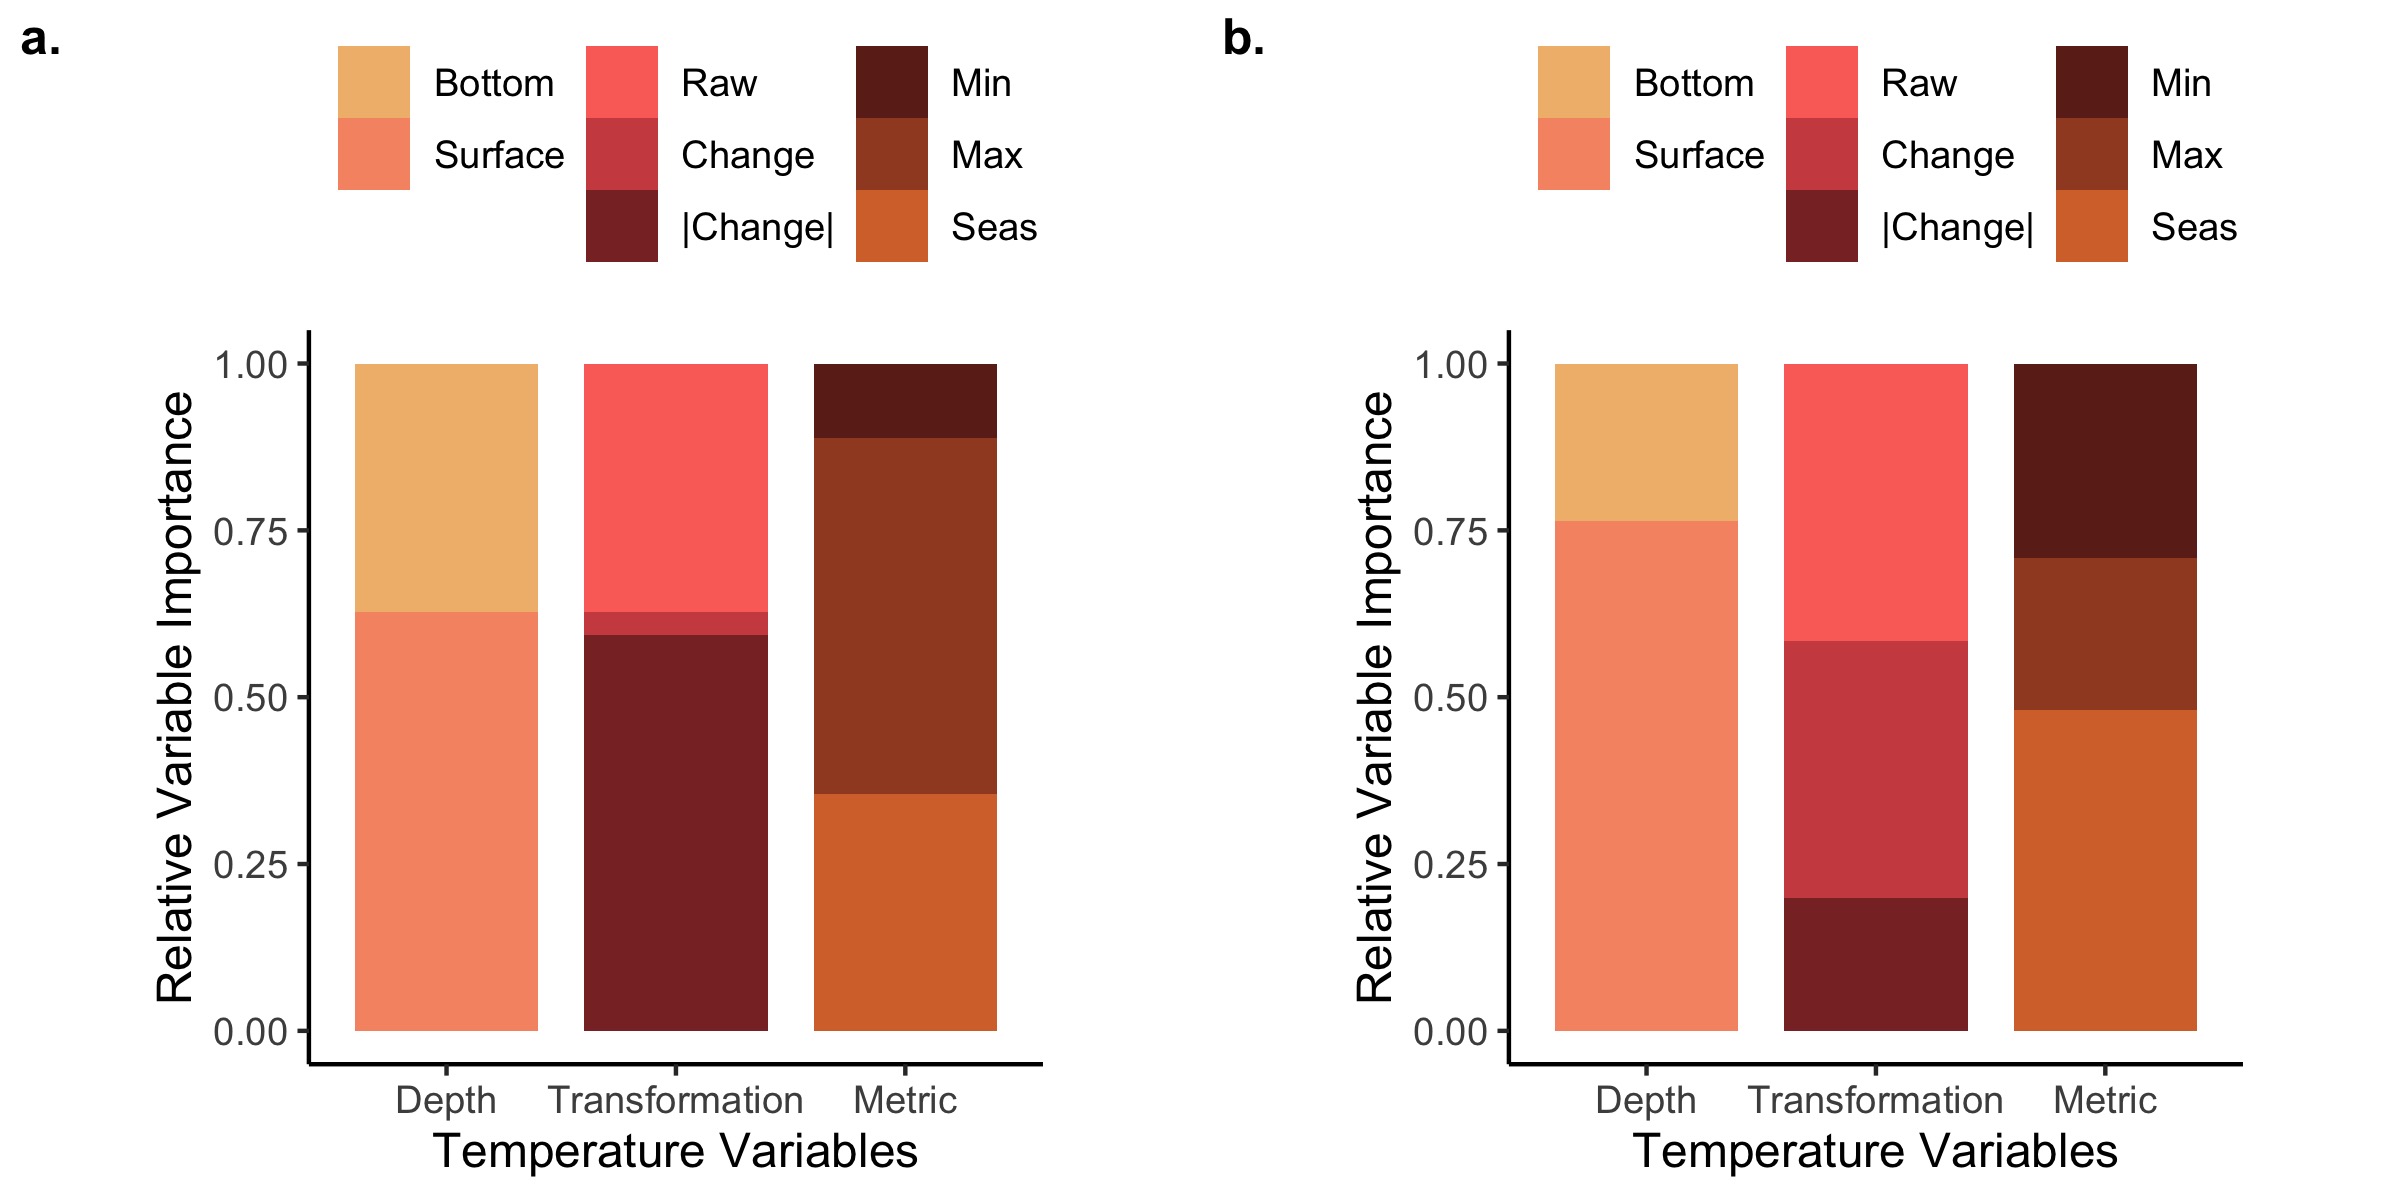 a.
Bottom
Surface
Raw
Change
|Change|
Min
Max
Seas
Relative Variable Importance
1.00
0.75
0.50
0.25
0.00
Depth Transformation Metric
Temperature Variables
b.
Bottom
Surface
Raw
Change
|Change|
Min
Max
Seas
Relative Variable Importance
1.00
0.75
0.50
0.25
0.00
Depth Transformation Metric
Temperature Variables